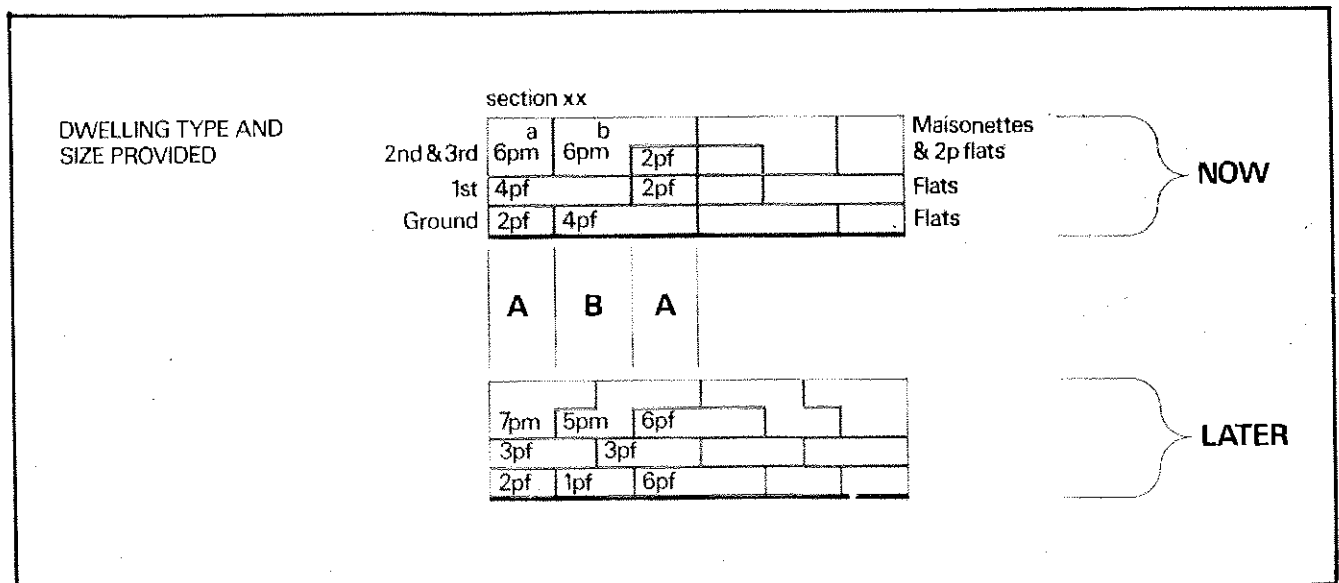 section xx
DWELLING TYPE AND
SIZE PROVIDED
a b
2nd & 3rd 6pm 6pm 2pf Maisonettes
& 2p flats
1st 4pf 2pf Flats
Ground 2pf 4pf Flats
NOW
A B A
7pm 5pm 6pf
3pf 3pf
2pf 1pf 6pf
LATER